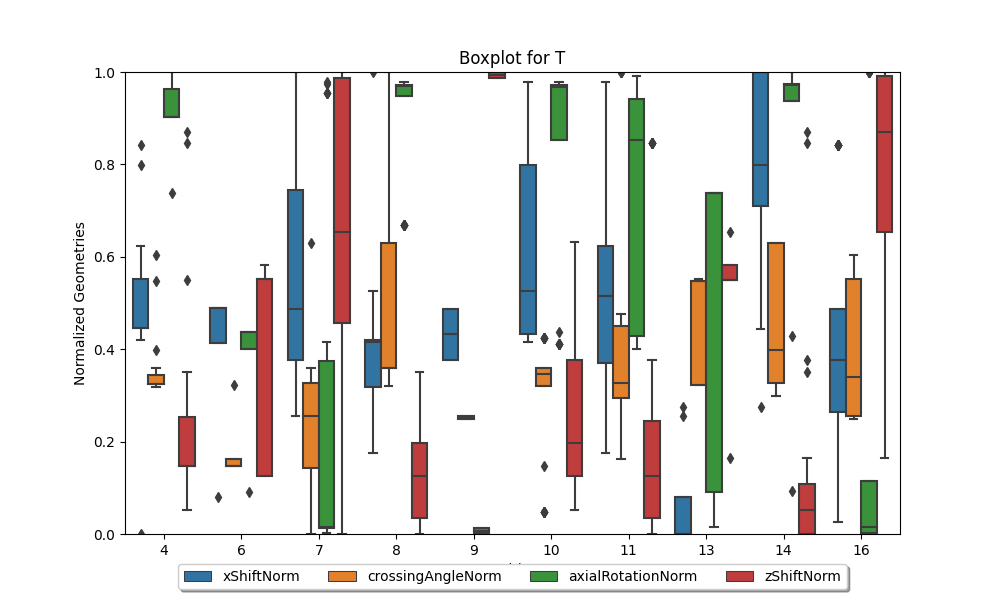 Boxplot for T
Normalized Geometries
1.0
0.8
0.6
0.4
0.2
0.0
4 6 7 8 9 10 11 13 14 16
xShiftNorm crossingAngleNorm axialRotationNorm zShiftNorm